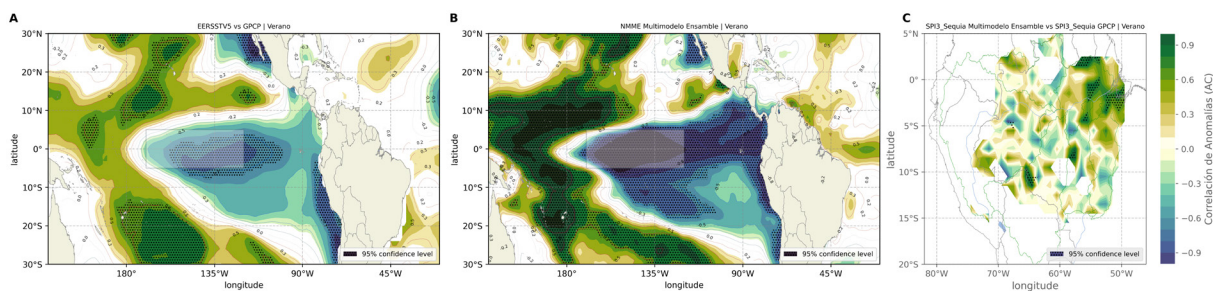 A
EERSSTV5 vs GPCP | Verano
30°N
20°N
10°N
0°
10°S
20°S
30°S
latitude
180°
135°W
90°W
45°W
longitude
95% confidence level
B
NMME Multimodelo Ensamble | Verano
30°N
20°N
10°N
0°
10°S
20°S
30°S
latitude
180°
135°W
90°W
45°W
longitude
95% confidence level
C
SPI3_Sequia Multimodelo Ensamble vs SPI3_Sequia GPCP | Verano
5°N
0°
5°S
10°S
15°S
20°S
latitude
80°W
70°W
60°W
50°W
longitude
95% confidence level
0.9
0.6
0.3
0.0
−0.3
−0.6
−0.9
Correlación de Anomalías (AC)